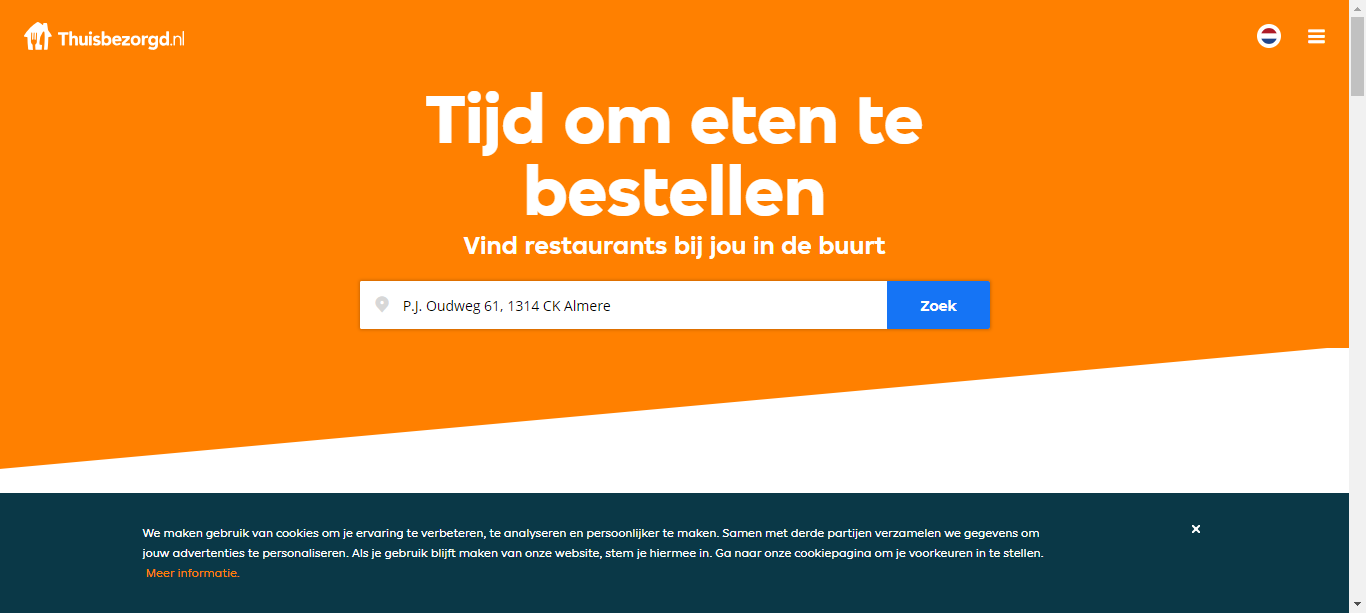 Thuisbezorgd.nl
Tijd om eten te
bestellen
Vind restaurants bij jou in de buurt
P.J. Oudweg 61, 1314 CK Almere
Zoek
We maken gebruik van cookies om je ervaring te verbeteren, te analyseren en persoonlijker te maken. Samen met derde partijen verzamelen we gegevens om
jouw advertenties te personaliseren. Als je gebruik blijft maken van onze website, stem je hiermee in. Ga naar onze cookiepagina om je voorkeuren in te stellen.
Meer informatie.